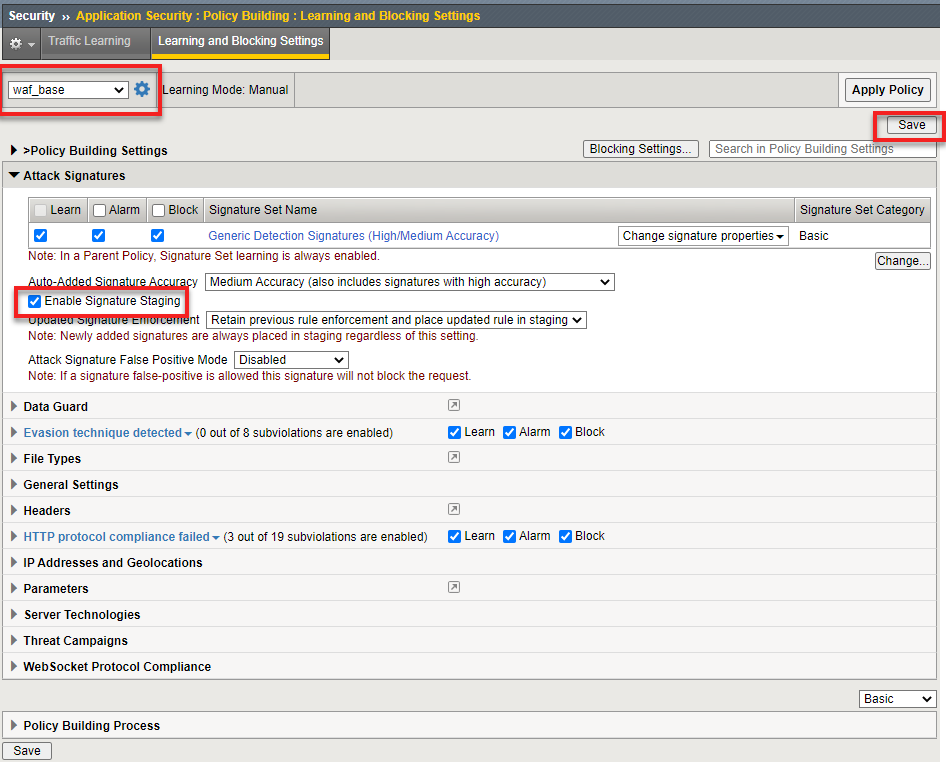 Security » Application Security : Policy Building : Learning and Blocking Settings
Traffic Learning Learning and Blocking Settings
waf_base Learning Mode: Manual Apply Policy
Save
>Policy Building Settings Blocking Settings... Search in Policy Building Settings
Attack Signatures
Learn Alarm Block Signature Set Name Signature Set Category
Generic Detection Signatures (High/Medium Accuracy) Change signature properties Basic
Note: In a Parent Policy, Signature Set learning is always enabled. Change...
Auto-Added Signature Accuracy Medium Accuracy (also includes signatures with high accuracy)
Enable Signature Staging
Updated Signature Enforcement Retain previous rule enforcement and place updated rule in staging
Note: Newly added signatures are always placed in staging regardless of this setting.
Attack Signature False Positive Mode Disabled
Note: If a signature false-positive is allowed this signature will not block the request.
Data Guard
Evasion technique detected (0 out of 8 subviolations are enabled) Learn Alarm Block
File Types
General Settings
Headers
HTTP protocol compliance failed (3 out of 19 subviolations are enabled) Learn Alarm Block
IP Addresses and Geolocations
Parameters
Server Technologies
Threat Campaigns
WebSocket Protocol Compliance
Basic
Policy Building Process
Save